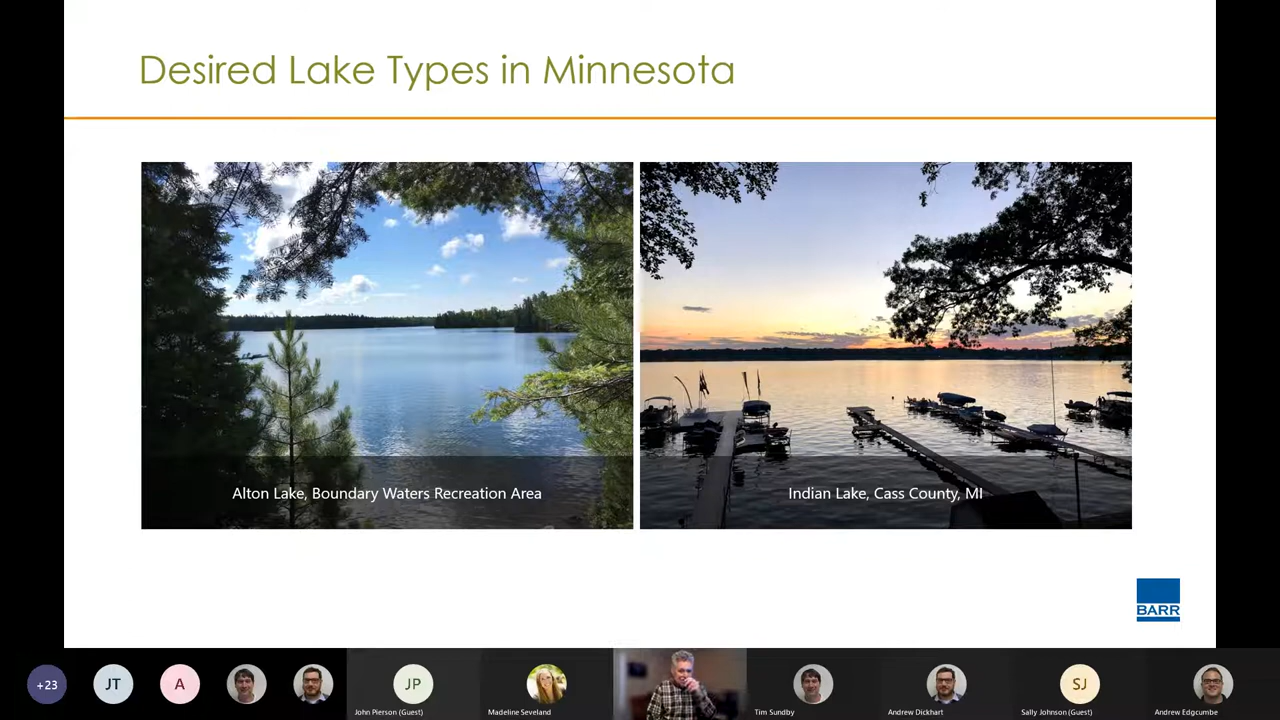 Desired Lake Types in Minnesota
Alton Lake, Boundary Waters Recreation Area
Indian Lake, Cass County, MI
BARR
+23
JT
A
JP
SJ
John Pierson (Guest)
Madeline Seveland
Tim Sundby
Andrew Dickhart
Sally Johnson (Guest)
Andrew Edgcumbe